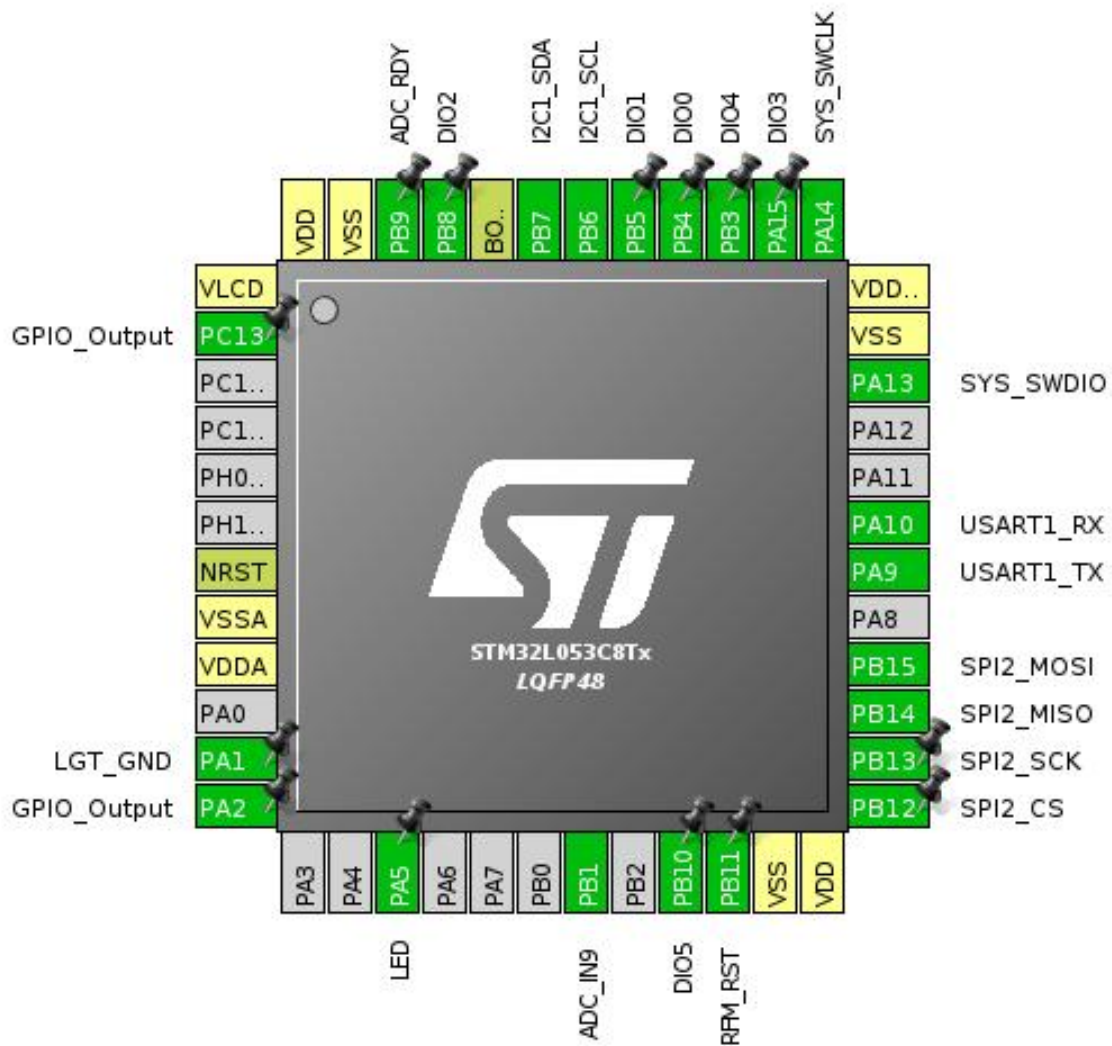 ADC_RDY
DIO2
I2C1_SDA
I2C1_SCL
DIO1
DIO0
DIO4
DIO3
SYS_SWCLK
VDD
VSS
PB9
PB8
BO..
PB7
PB6
PB5
PB4
PB3
PA15
PA14
VLCD
GPIO_Output PC13
PC1..
PC1..
PH0..
PH1..
NRST
VSSA
VDDA
PA0
LGT_GND PA1
GPIO_Output PA2
ST
STM32L053C8Tx
LQFP48
VDD..
VSS
PA13 SYS_SWDIO
PA12
PA11
PA10 USART1_RX
PA9 USART1_TX
PA8
PB15 SPI2_MOSI
PB14 SPI2_MISO
PB13 SPI2_SCK
PB12 SPI2_CS
PA3
PA4
PA5
PA6
PA7
PB0
PB1
PB2
PB10
PB11
VSS
VDD
LED
ADC_IN9
DIO5
RFM_RST